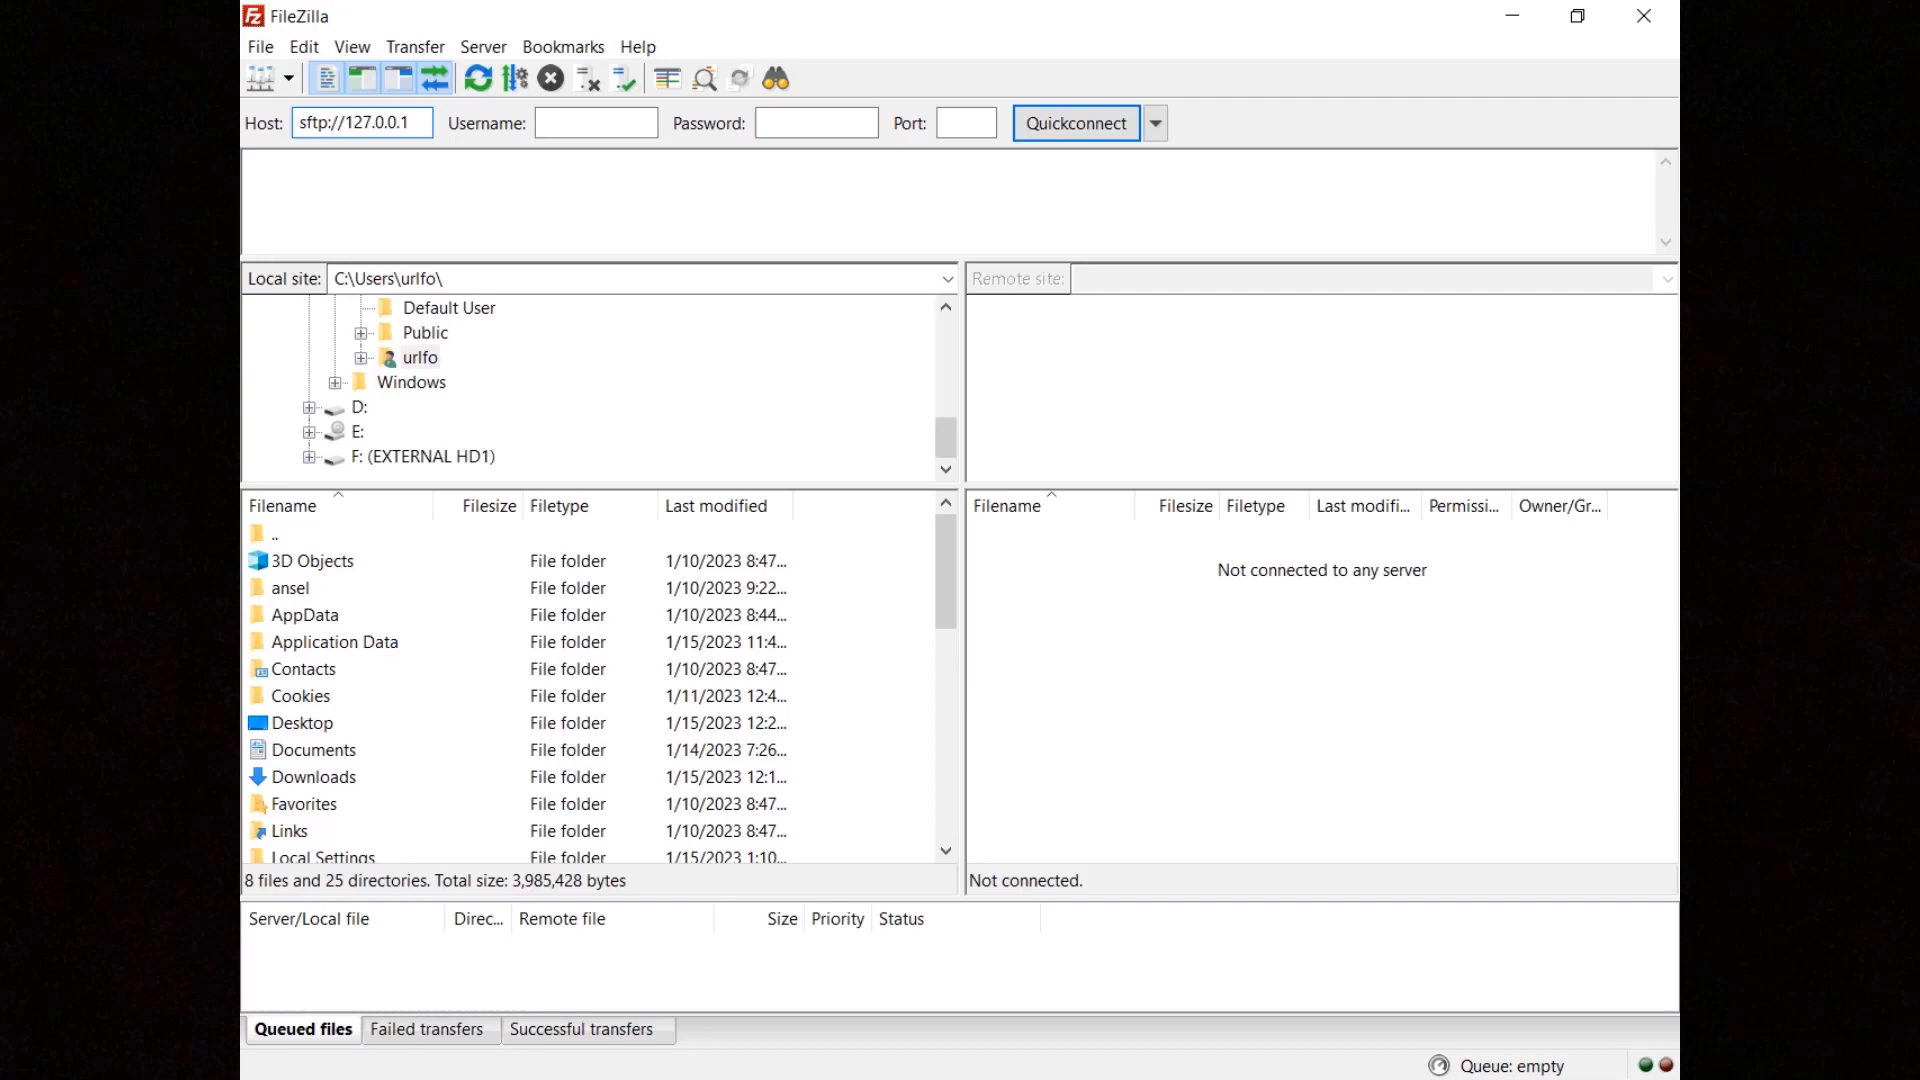 FileZilla
File Edit View Transfer Server Bookmarks Help
Host: sftp://127.0.0.1 Username: Password: Port: Quickconnect
Local site: C:\Users\urlfo\ Remote site:
Default User
Public
urlfo
Windows
D:
E:
F: (EXTERNAL HD1)
Filename Filesize Filetype Last modified
..
3D Objects File folder 1/10/2023 8:47...
ansel File folder 1/10/2023 9:22...
AppData File folder 1/10/2023 8:44...
Application Data File folder 1/15/2023 11:4...
Contacts File folder 1/10/2023 8:47...
Cookies File folder 1/11/2023 12:4...
Desktop File folder 1/15/2023 12:2...
Documents File folder 1/14/2023 7:26...
Downloads File folder 1/15/2023 12:1...
Favorites File folder 1/10/2023 8:47...
Links File folder 1/10/2023 8:47...
Local Settings File folder 1/15/2023 1:10...
8 files and 25 directories. Total size: 3,985,428 bytes
Filename Filesize Filetype Last modifi... Permissi... Owner/Gr...
Not connected to any server
Not connected.
Server/Local file Direc... Remote file Size Priority Status
Queued files Failed transfers Successful transfers
Queue: empty